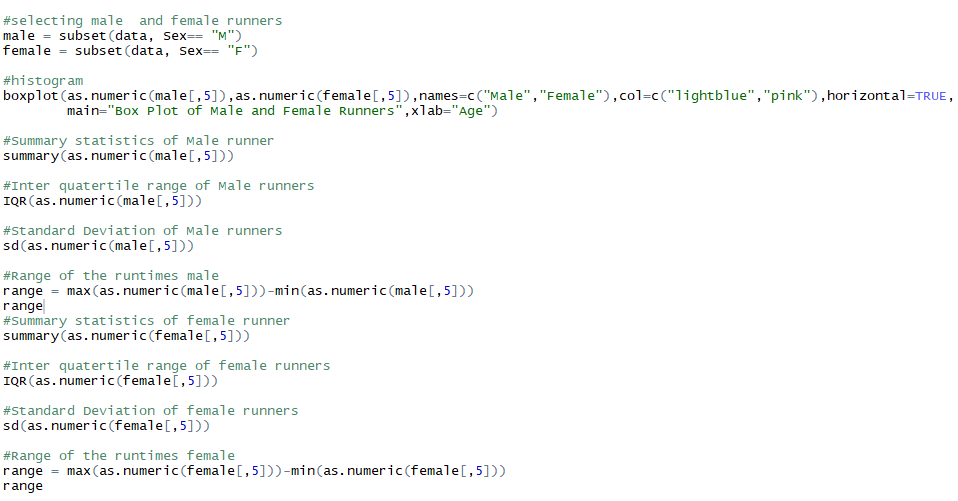 #selecting male  and female runners
male = subset(data, Sex== "M")
female = subset(data, Sex== "F")
#histogram
boxplot(as.numeric(male[,5]),as.numeric(female[,5]),names=c("Male","Female"),col=c("lightblue","pink"),horizontal=TRUE,
        main="Box Plot of Male and Female Runners",xlab="Age")
#Summary statistics of Male runner
summary(as.numeric(male[,5]))
#Inter quatertile range of Male runners
IQR(as.numeric(male[,5]))
#Standard Deviation of Male runners
sd(as.numeric(male[,5]))
#Range of the runtimes male
range = max(as.numeric(male[,5]))-min(as.numeric(male[,5]))
range
#Summary statistics of female runner
summary(as.numeric(female[,5]))
#Inter quatertile range of female runners
IQR(as.numeric(female[,5]))
#Standard Deviation of female runners
sd(as.numeric(female[,5]))
#Range of the runtimes female
range = max(as.numeric(female[,5]))-min(as.numeric(female[,5]))
range